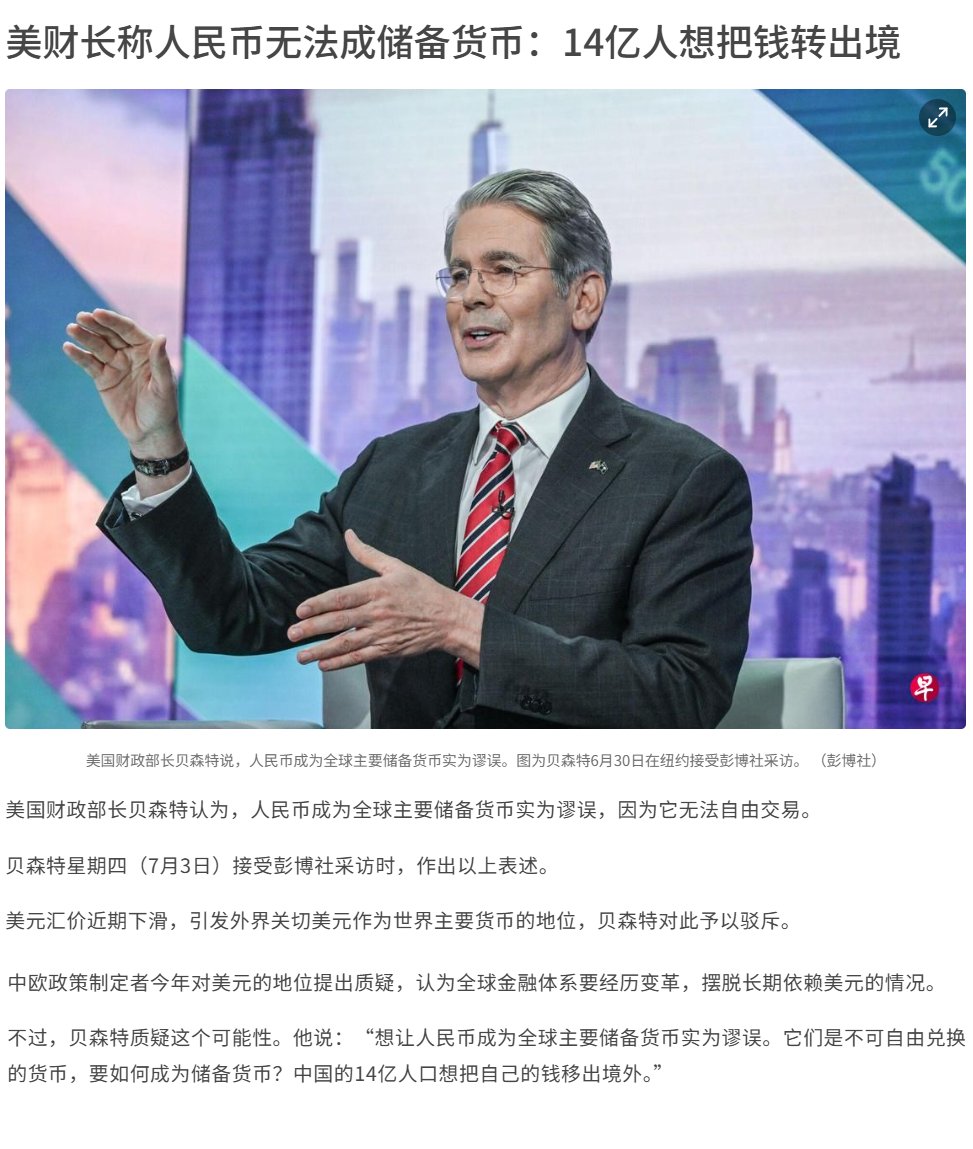 美财长称人民币无法成储备货币：14亿人想把钱转出境
50
早
美国财政部长贝森特说，人民币成为全球主要储备货币实为谬误。图为贝森特6月30日在纽约接受彭博社采访。（彭博社）
美国财政部长贝森特认为，人民币成为全球主要储备货币实为谬误，因为它无法自由交易。
贝森特星期四（7月3日）接受彭博社采访时，作出以上表述。
美元汇价近期下滑，引发外界关切美元作为世界主要货币的地位，贝森特对此予以驳斥。
中欧政策制定者今年对美元的地位提出质疑，认为全球金融体系要经历变革，摆脱长期依赖美元的情况。
不过，贝森特质疑这个可能性。他说：“想让人民币成为全球主要储备货币实为谬误。它们是不可自由兑换
的货币，要如何成为储备货币？中国的14亿人口想把自己的钱移出境外。”